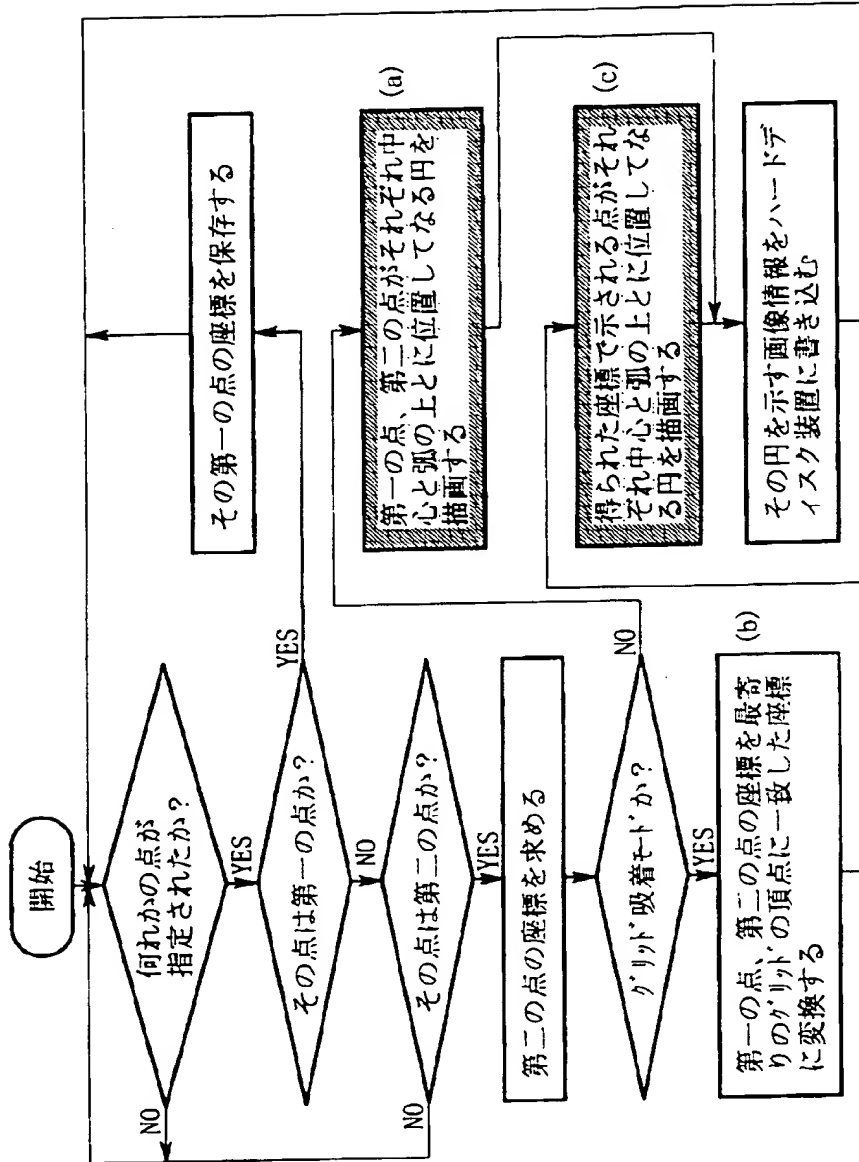 開始
何れかの点が
指定されたか?
NO
YES
その点は第一の点か?
YES
NO
その第一の点の座標を保存する
その点は第二の点か?
NO
YES
第二の点の座標を求める
グリッド吸着モードか?
NO
YES
第一の点、第二の点がそれぞれ中
心と弧の上とに位置してなる円を
描画する
(a)
第一の点、第二の点の座標を最寄
りのグリッドの頂点に一致した座標
に変換する
(b)
得られた座標で示される点がそれ
ぞれ中心と弧の上とに位置してな
る円を描画する
(c)
その円を示す画像情報をハードデ
ィスク装置に書き込む